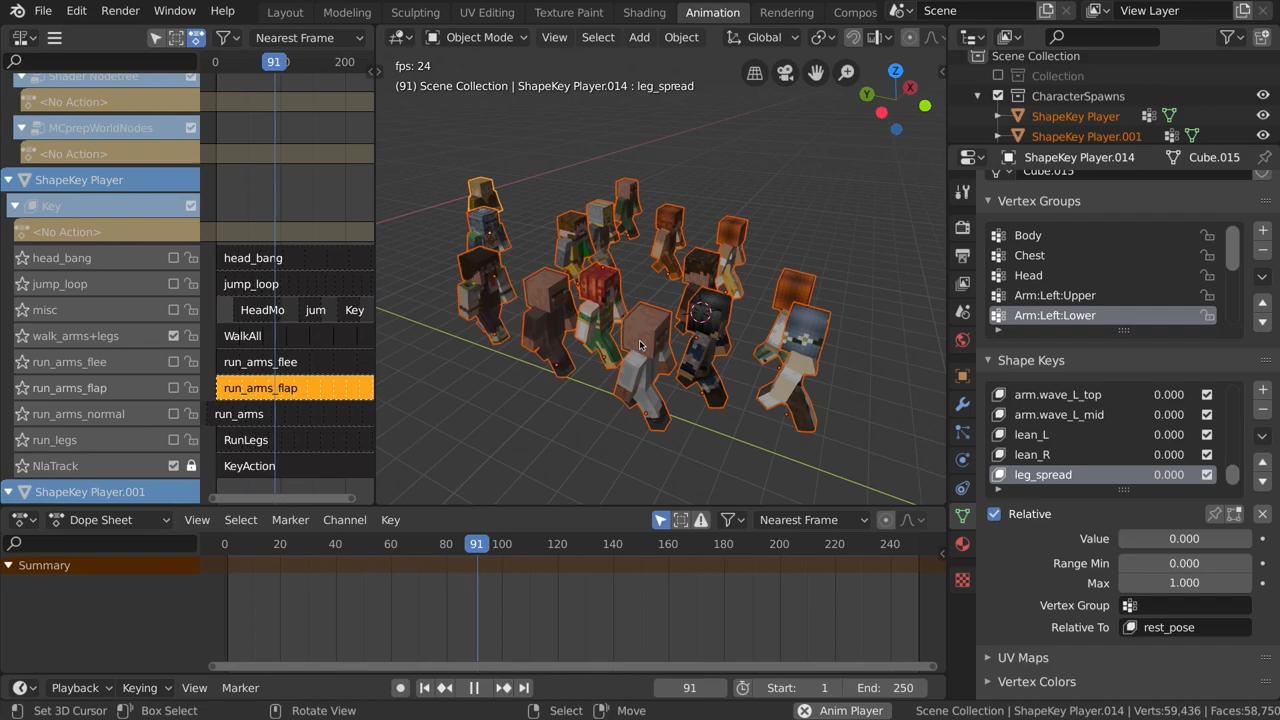 File Edit Render Window Help Layout Modeling Sculpting UV Editing Texture Paint Shading Animation Rendering Compos Scene View Layer
Nearest Frame Object Mode View Select Add Object Global
0 91 200
fps: 24
(91) Scene Collection | ShapeKey Player.014 : leg_spread
Z
Y
X
Shader Nodetree
<No Action>
MCprepWorldNodes
<No Action>
ShapeKey Player
Key
<No Action>
head_bang head_bang
jump_loop jump_loop
misc HeadMo jum Key
walk_arms+legs WalkAll
run_arms_flee run_arms_flee
run_arms_flap run_arms_flap
run_arms_normal run_arms
run_legs RunLegs
NlaTrack KeyAction
ShapeKey Player.001
Scene Collection
Collection
CharacterSpawns
ShapeKey Player
ShapeKey Player.001
ShapeKey Player.014 Cube.015
Cube.015
Vertex Groups
Body
Chest
Head
Arm:Left:Upper
Arm:Left:Lower
Shape Keys
arm.wave_L_top 0.000
arm.wave_L_mid 0.000
lean_L 0.000
lean_R 0.000
leg_spread 0.000
Relative
Value 0.000
Range Min 0.000
Max 1.000
Vertex Group
Relative To rest_pose
UV Maps
Vertex Colors
Dope Sheet View Select Marker Channel Key Nearest Frame
0 20 40 60 80 91 100 120 140 160 180 200 220 240
Summary
Playback Keying View Marker 91 Start: 1 End: 250
Set 3D Cursor Box Select Rotate View Select Move Anim Player Scene Collection | ShapeKey Player.014 | Verts:59,436 | Faces:58,750